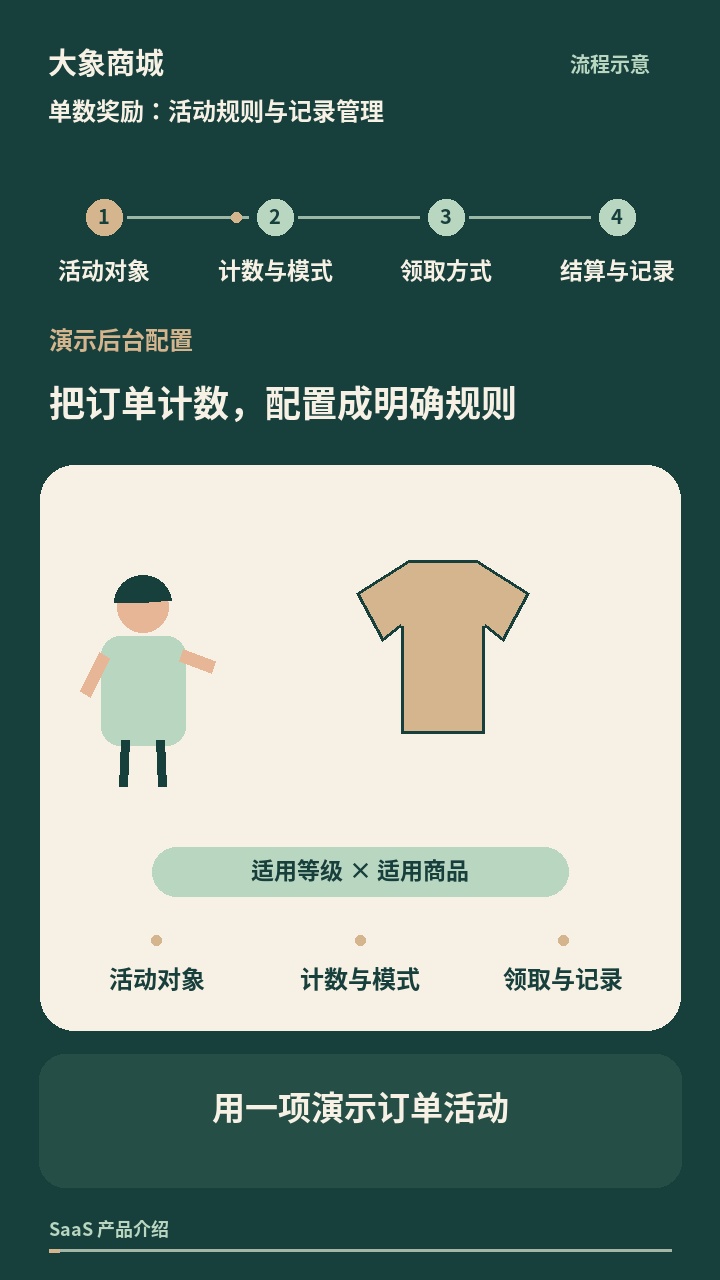 大象商城
流程示意
单数奖励：活动规则与记录管理
1 2 3 4
活动对象 计数与模式 领取方式 结算与记录
演示后台配置
把订单计数，配置成明确规则
适用等级 × 适用商品
活动对象 计数与模式 领取与记录
用一项演示订单活动
SaaS 产品介绍